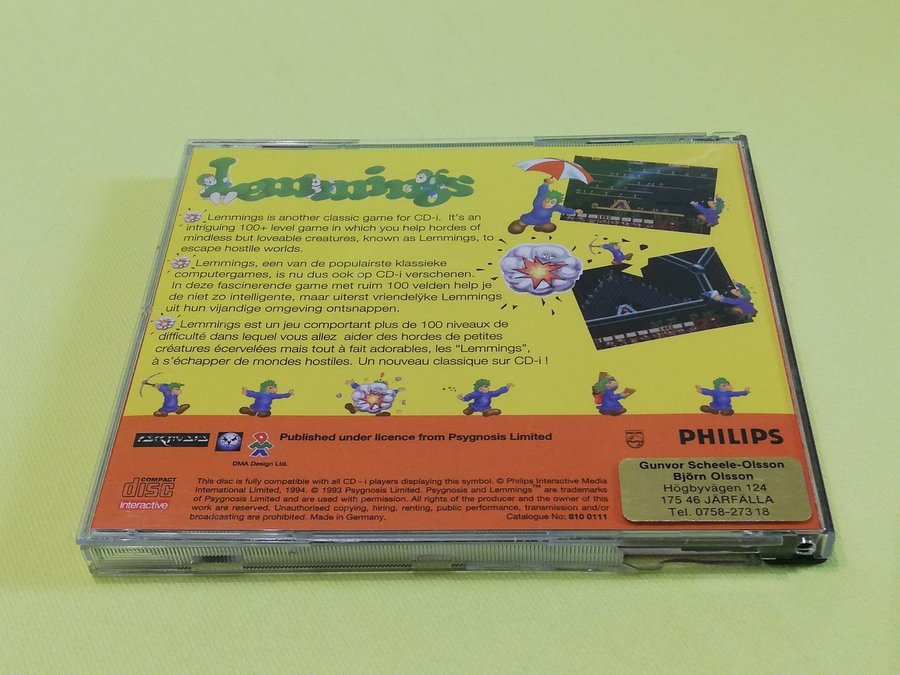 Lemmings
Lemmings is another classic game for CD-i. It's an
intriguing 100+ level game in which you help hordes of
mindless but loveable creatures, known as Lemmings, to
escape hostile worlds.
Lemmings, een van de populairste klassieke
computergames, is nu dus ook op CD-i verschenen.
In deze fascinerende game met ruim 100 velden help je
de niet zo intelligente, maar uiterst vriendelÿke Lemmings
uit hun vijandige omgeving ontsnappen.
Lemmings est un jeu comportant plus de 100 niveaux de
difficulté dans lequel vous allez aider des hordes de petites
créatures écervelées mais tout à fait adorables, les "Lemmings",
à s'échapper de mondes hostiles. Un nouveau classique sur CD-i !
PSYGNOSIS
DMA Design Ltd.
Published under licence from Psygnosis Limited
PHILIPS
PHILIPS
COMPACT
disc
Interactive
This disc is fully compatible with all CD - i players displaying this symbol. © Philips Interactive Media
International Limited, 1994. © 1993 Psygnosis Limited. Psygnosis and Lemmings™ are trademarks
of Psygnosis Limited and are used with permission. All rights of the producer and the owner of this
work are reserved. Unauthorised copying, hiring, renting, public performance, transmission and/or
broadcasting are prohibited. Made in Germany.
Catalogue No: 810 0111
Gunvor Scheele-Olsson
Björn Olsson
Högbyvägen 124
175 46 JÄRFÄLLA
Tel. 0758-273 18